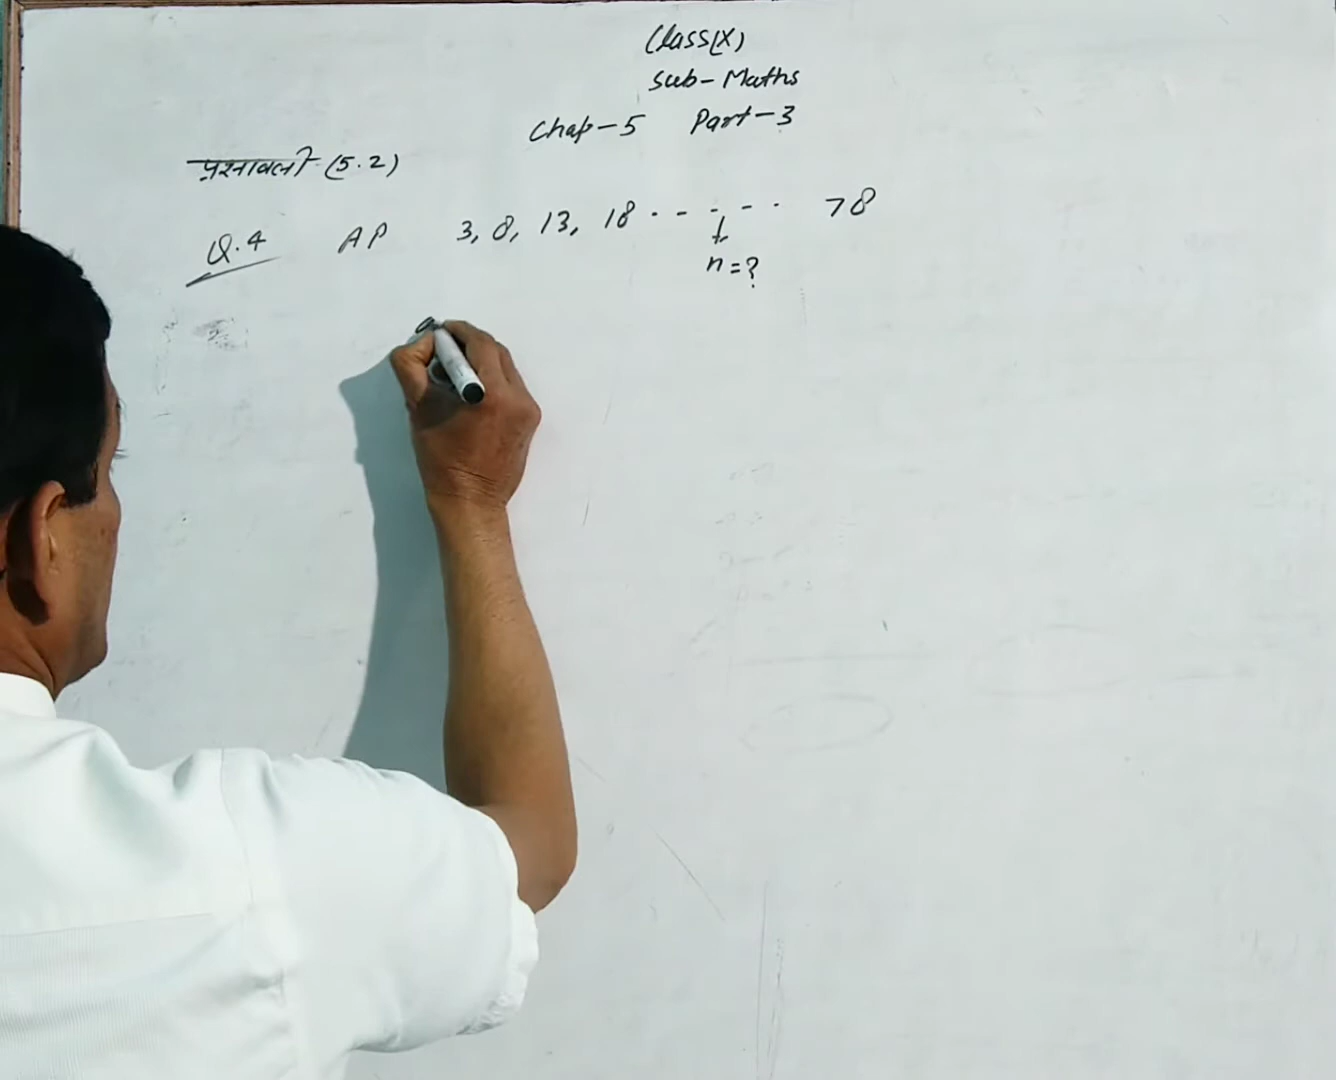 Class(X)
Sub-Maths
Chap-5 Part-3
प्रश्नावली (5.2)
Q.4 AP 3, 8, 13, 18 . - - - - . 78
n = ?
a